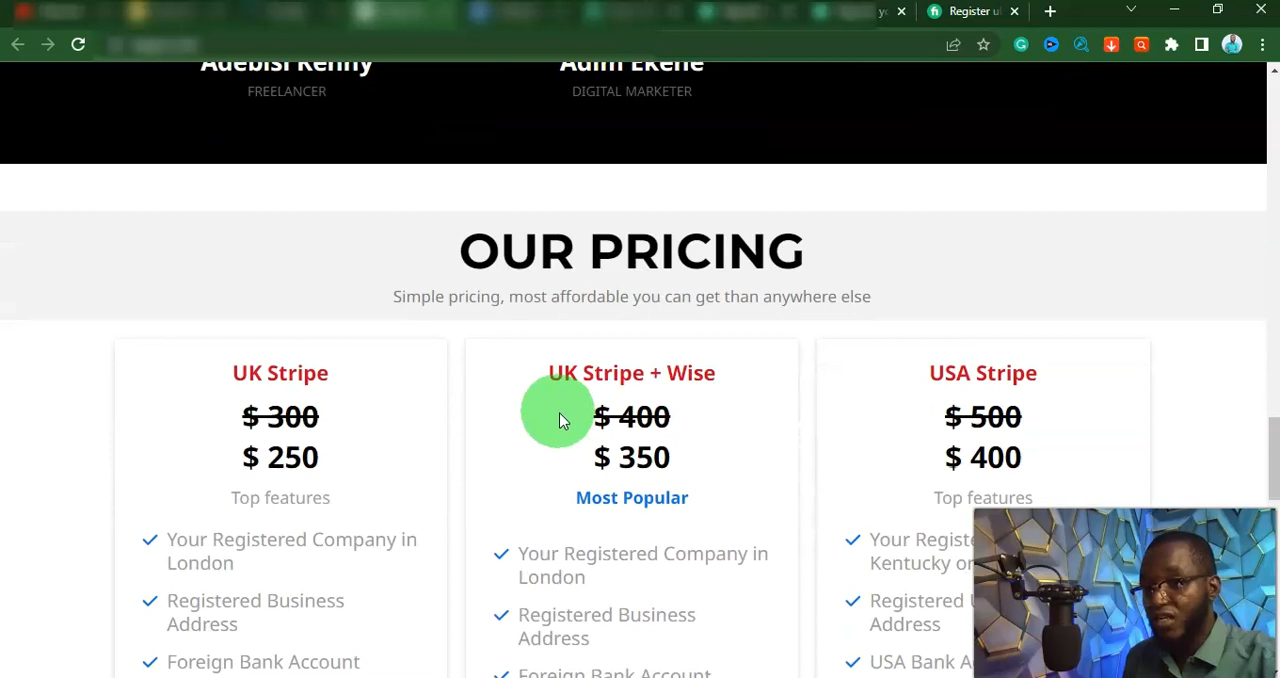 Register u
Adebisi Kenny
Adim Ekene
FREELANCER
DIGITAL MARKETER
OUR PRICING
Simple pricing, most affordable you can get than anywhere else
UK Stripe
$ 300
$ 250
Top features
Your Registered Company in
London
Registered Business
Address
Foreign Bank Account
UK Stripe + Wise
$ 400
$ 350
Most Popular
Your Registered Company in
London
Registered Business
Address
Foreign Bank Account
USA Stripe
$ 500
$ 400
Top features
Your Registe
Kentucky or
Registered U
Address
USA Bank A